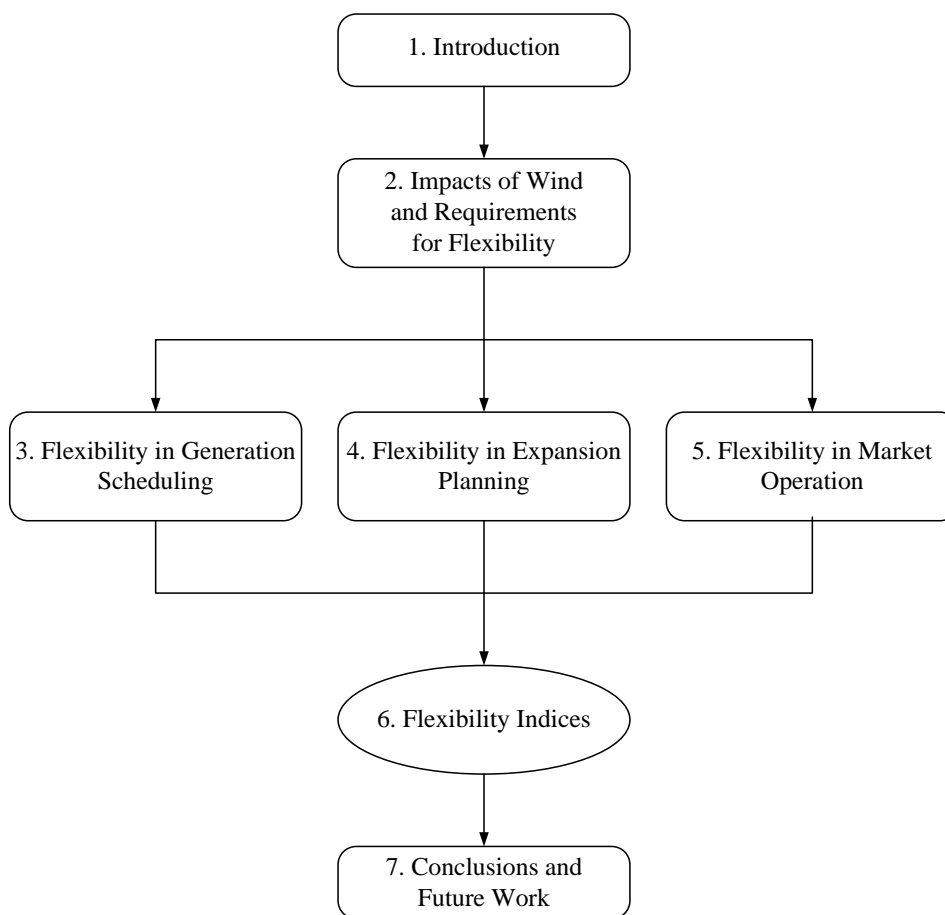 1. Introduction
2. Impacts of Wind
and Requirements
for Flexibility
3. Flexibility in Generation
Scheduling
4. Flexibility in Expansion
Planning
5. Flexibility in Market
Operation
6. Flexibility Indices
7. Conclusions and
Future Work